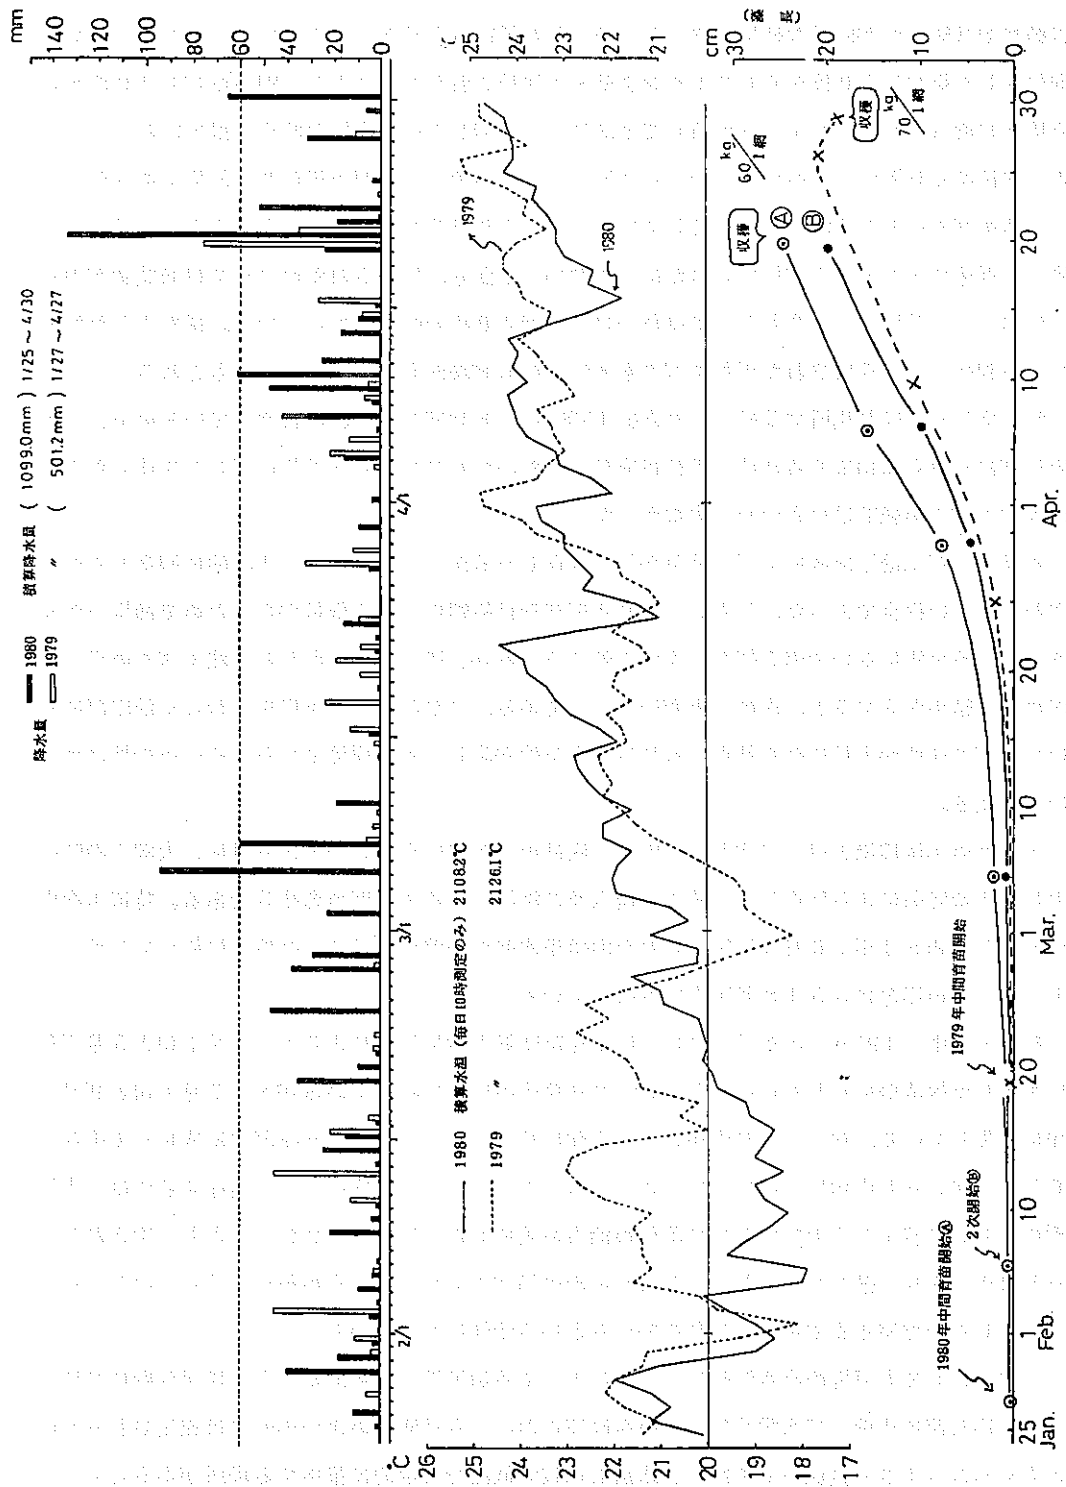 降水量 1980 積算降水量 ( 1099.0mm ) 1/25 ~ 4/30
1979 〃 ( 501.2mm ) 1/27 ~ 4/27
mm
140 120 100 80 60 40 20 0
2/1 3/1 4/1
℃
26 25 24 23 22 21 20 19 18 17
℃
25 24 23 22 21
1980 積算水温 (毎日10時測定のみ) 2108.2℃
1979 〃 2126.1℃
1979
1980
cm
30 20 10 0
(藻長)
収穫
60 kg/1網
Ⓐ
Ⓑ
収穫
70 kg/1網
1980年中間育苗開始Ⓐ
2次開始Ⓑ
1979年中間育苗開始
25 1 10 20 1 10 20 1 10 20 30
Jan. Feb. Mar. Apr.